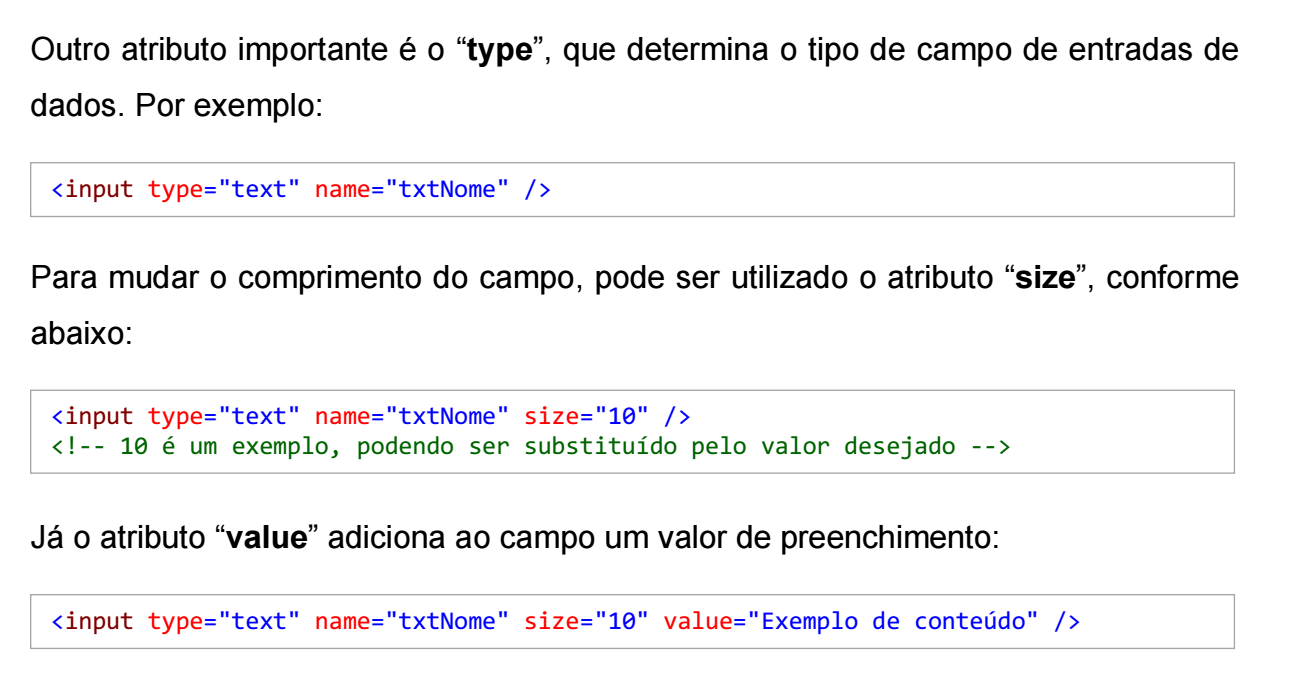 Outro atributo importante é o “type”, que determina o tipo de campo de entradas de
dados. Por exemplo:
<input type="text" name="txtNome" />
Para mudar o comprimento do campo, pode ser utilizado o atributo “size”, conforme
abaixo:
<input type="text" name="txtNome" size="10" />
<!-- 10 é um exemplo, podendo ser substituído pelo valor desejado -->
Já o atributo “value” adiciona ao campo um valor de preenchimento:
<input type="text" name="txtNome" size="10" value="Exemplo de conteúdo" />